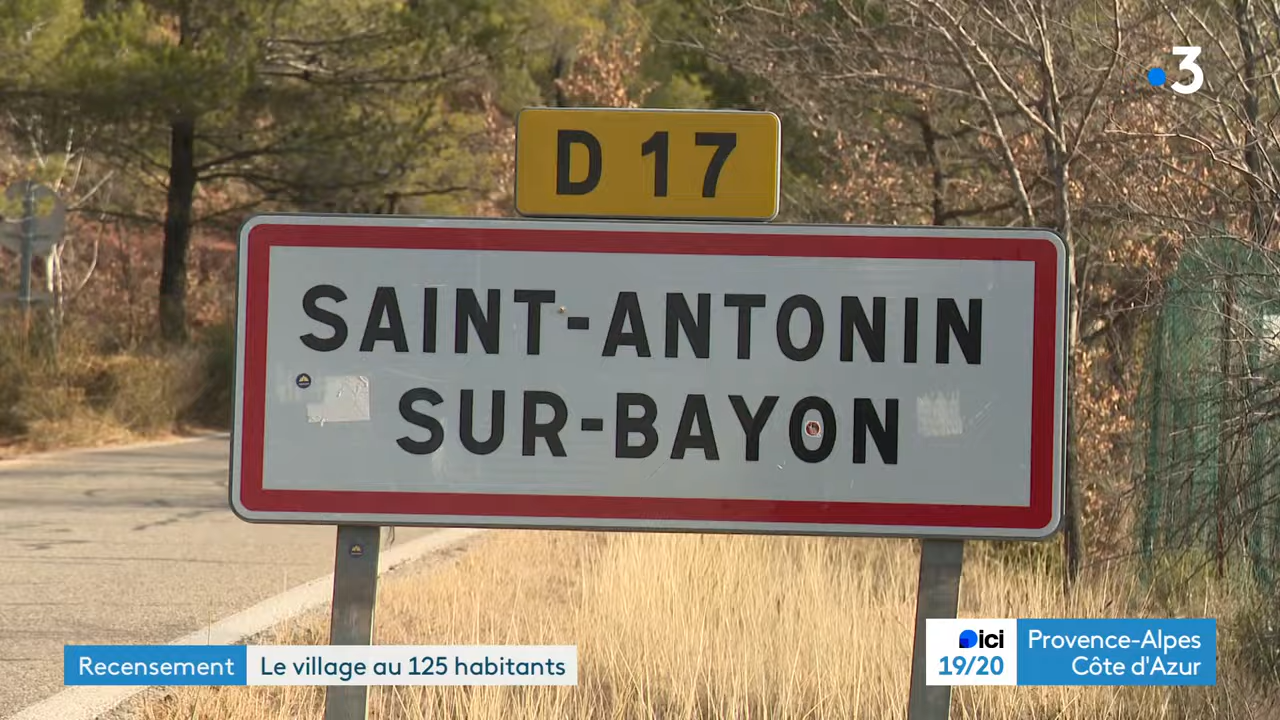 3
D 17
SAINT-ANTONIN
SUR-BAYON
Recensement
Le village au 125 habitants
ici
19/20
Provence-Alpes
Côte d'Azur